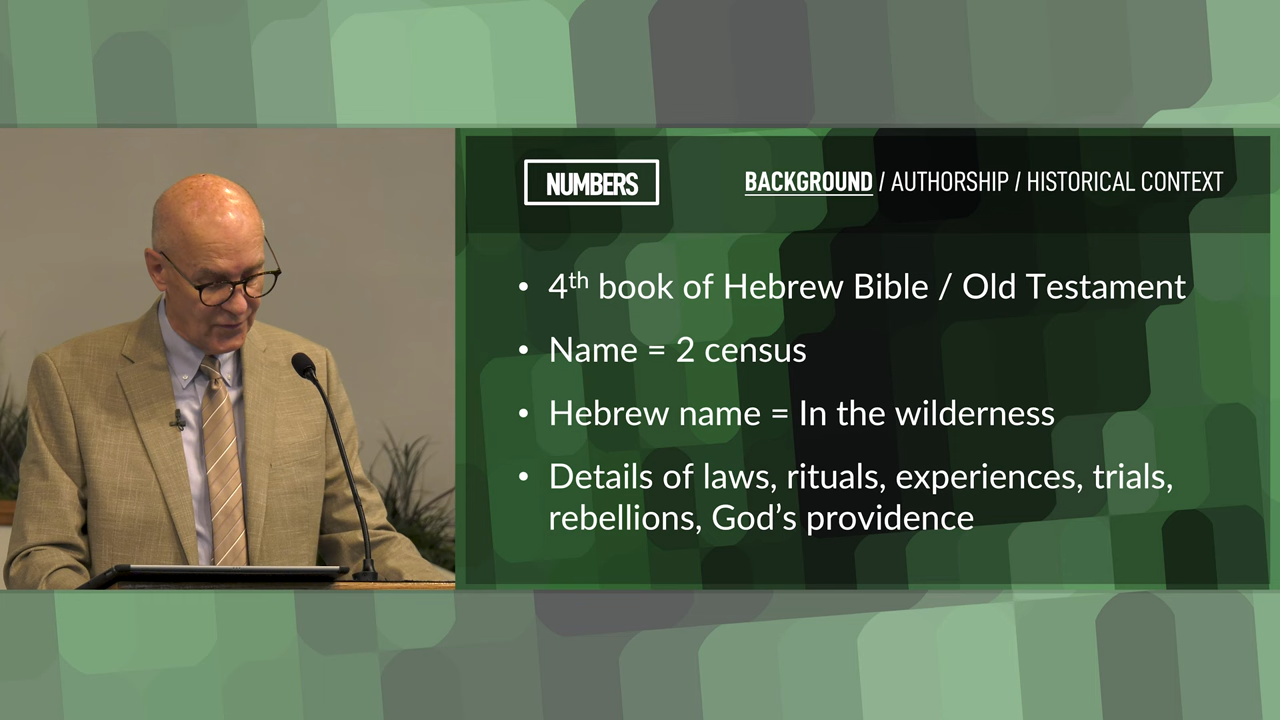 NUMBERS
BACKGROUND / AUTHORSHIP / HISTORICAL CONTEXT
• 4th book of Hebrew Bible / Old Testament
• Name = 2 census
• Hebrew name = In the wilderness
• Details of laws, rituals, experiences, trials,
rebellions, God’s providence